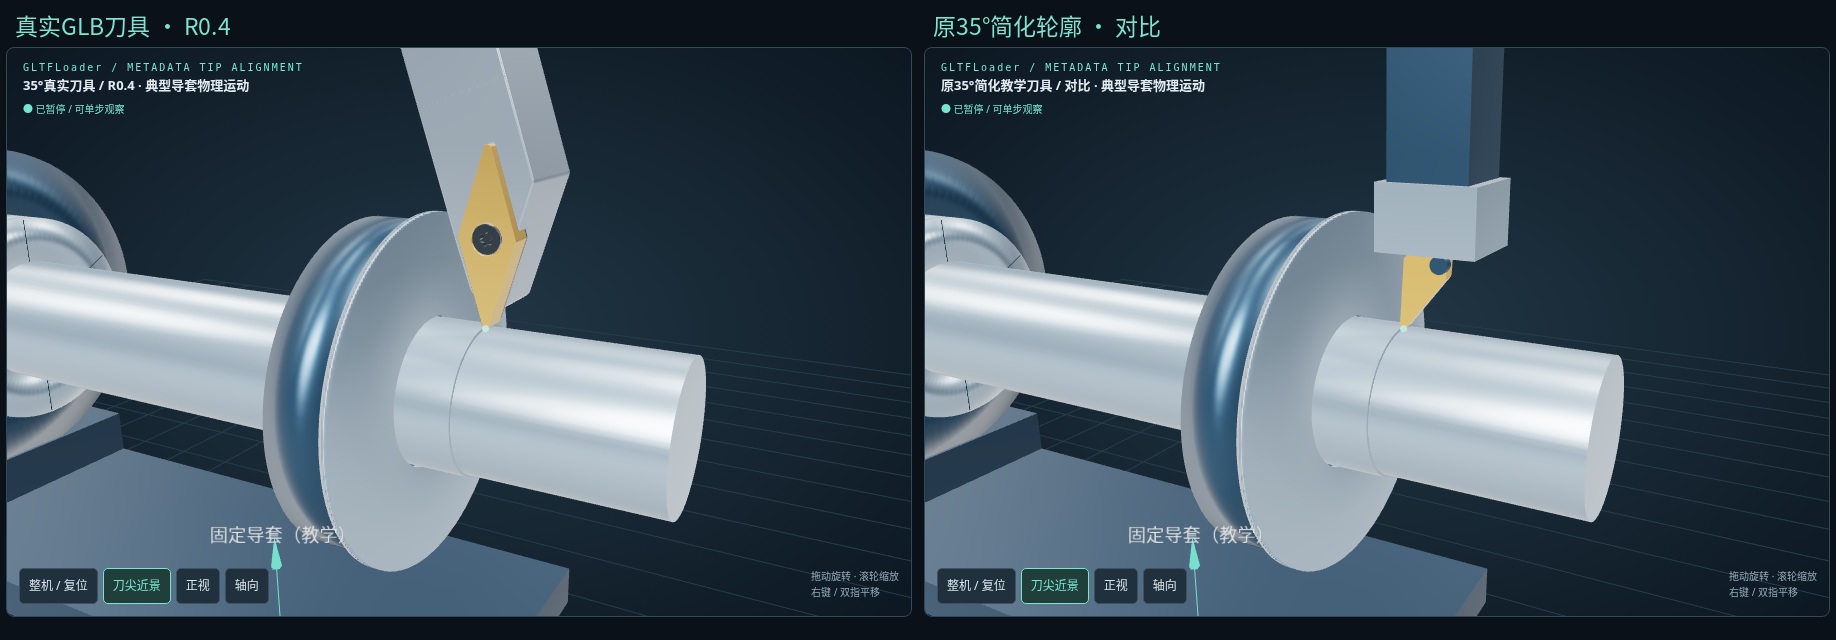 真实GLB刀具 · R0.4
GLTFLoader / METADATA TIP ALIGNMENT
35°真实刀具 / R0.4 · 典型导套物理运动
已暂停 / 可单步观察
固定导套（教学）
整机 / 复位
刀尖近景
正视
轴向
拖动旋转 · 滚轮缩放
右键 / 双指平移
原35°简化轮廓 · 对比
GLTFLoader / METADATA TIP ALIGNMENT
原35°简化教学刀具 / 对比 · 典型导套物理运动
已暂停 / 可单步观察
固定导套（教学）
整机 / 复位
刀尖近景
正视
轴向
拖动旋转 · 滚轮缩放
右键 / 双指平移